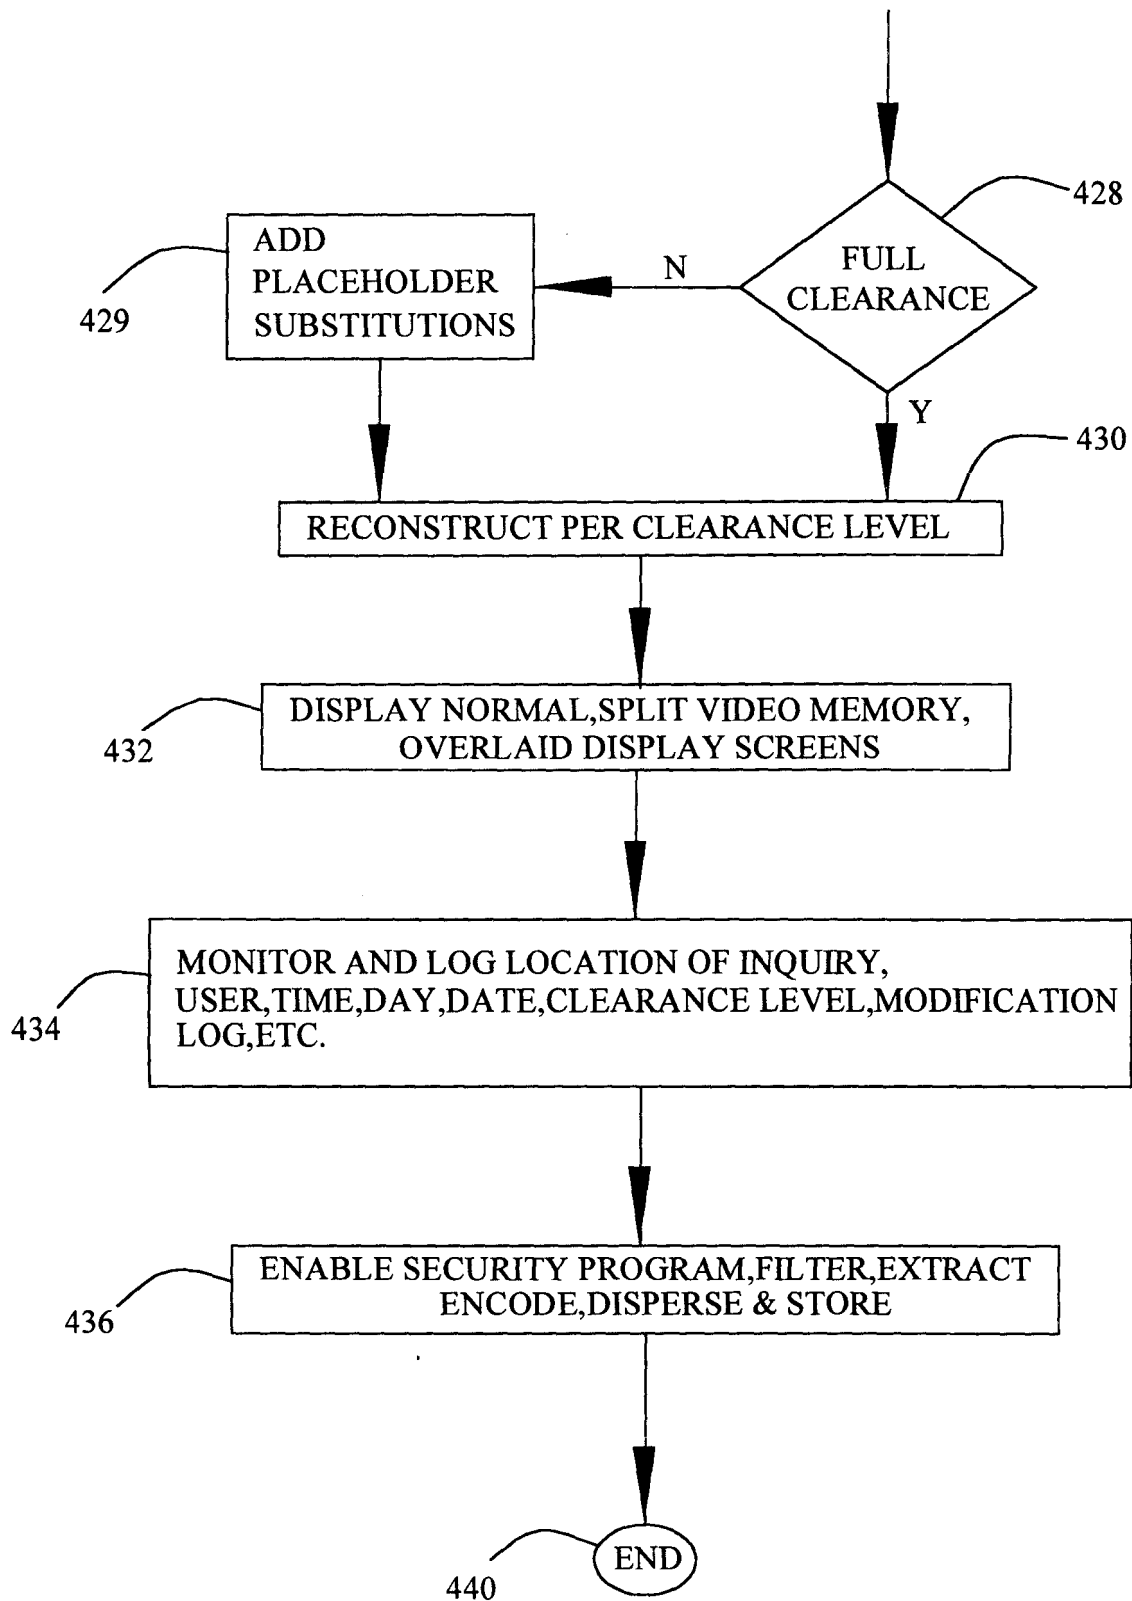 428
FULL
CLEARANCE
N
ADD
PLACEHOLDER
SUBSTITUTIONS
429
Y
430
RECONSTRUCT PER CLEARANCE LEVEL
DISPLAY NORMAL,SPLIT VIDEO MEMORY,
OVERLAID DISPLAY SCREENS
432
MONITOR AND LOG LOCATION OF INQUIRY,
USER,TIME,DAY,DATE,CLEARANCE LEVEL,MODIFICATION
LOG,ETC.
434
ENABLE SECURITY PROGRAM,FILTER,EXTRACT
ENCODE,DISPERSE & STORE
436
END
440